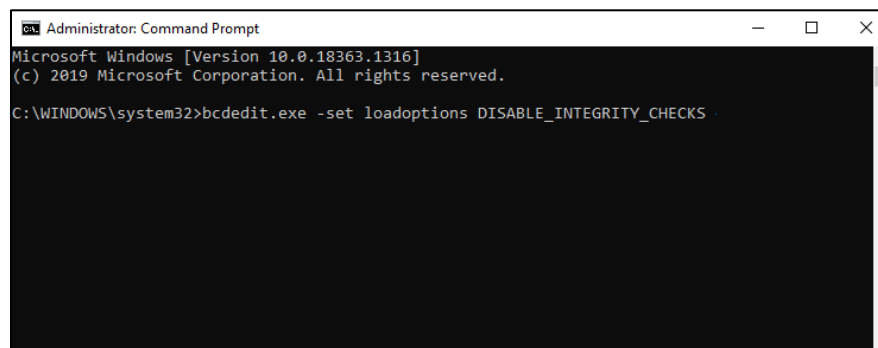 Administrator: Command Prompt
Microsoft Windows [Version 10.0.18363.1316]
(c) 2019 Microsoft Corporation. All rights reserved.
C:\WINDOWS\system32>bcdedit.exe -set loadoptions DISABLE_INTEGRITY_CHECKS